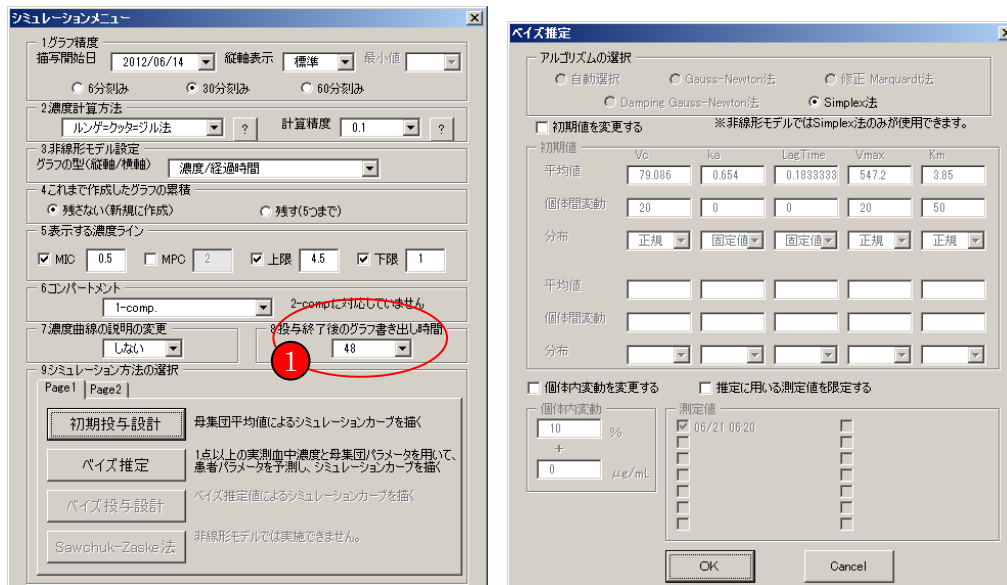 シミュレーションメニュー
1.グラフ精度
描写開始日 2012/06/14 縦軸表示 標準 最小値
6分刻み 30分刻み 60分刻み
2.濃度計算方法
ルンゲ=クッタ=ジル法 ? 計算精度 0.1 ?
3.非線形モデル設定
グラフの型(縦軸/横軸) 濃度/経過時間
4.これまで作成したグラフの累積
残さない(新規に作成) 残す(5つまで)
5.表示する濃度ライン
MIC 0.5 MPC 2 上限 4.5 下限 1
6.コンパートメント
1-comp. 2-compに対応していません
7.濃度曲線の説明の変更 8.投与終了後のグラフ書き出し時間
しない 48
1
9.シミュレーション方法の選択
Page1 Page2
初期投与設計 母集団平均値によるシミュレーションカーブを描く
ベイズ推定 1点以上の実測血中濃度と母集団パラメータを用いて、
患者パラメータを予測し、シミュレーションカーブを描く
ベイズ投与設計 ベイズ推定値によるシミュレーションカーブを描く
Sawchuk-Zaske法 非線形モデルでは実施できません。
ベイズ推定
アルゴリズムの選択
自動選択 Gauss-Newton法 修正 Marquardt法
Damping Gauss-Newton法 Simplex法
初期値を変更する ※非線形モデルではSimplex法のみが使用できます。
初期値
Vc ka LagTime Vmax Km
平均値 79.086 0.654 0.1833333 547.2 3.85
個体間変動 20 0 0 20 50
分布 正規 固定値 固定値 正規 正規
平均値
個体間変動
分布
個体内変動を変更する 推定に用いる測定値を限定する
個体内変動 測定値
10 % 06/21 06:20
+
0 μg/mL
OK Cancel